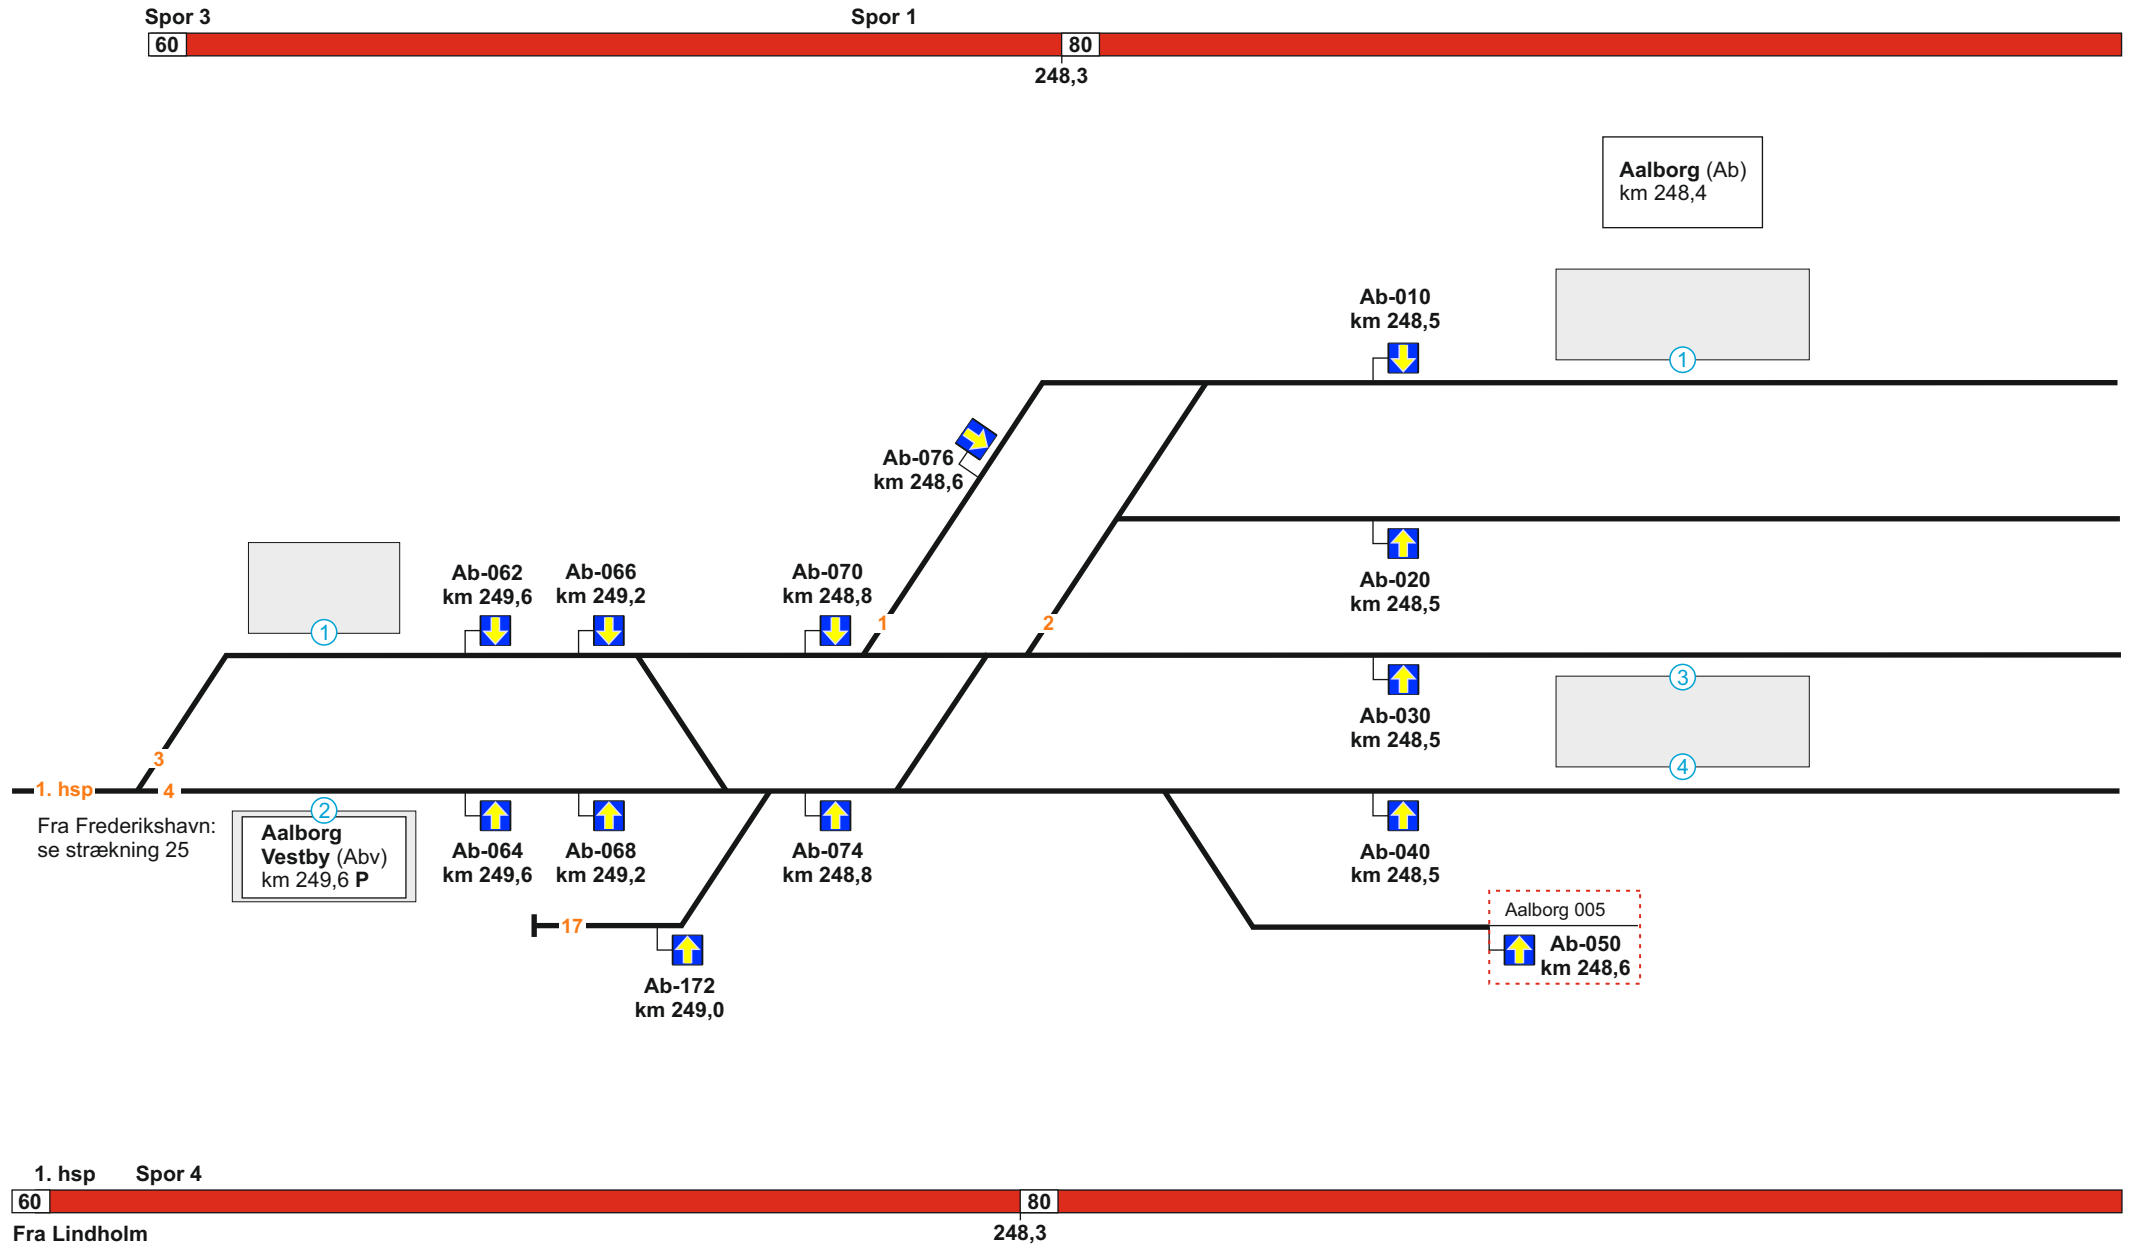 Spor 3
Spor 1
60
80
248,3
Aalborg (Ab)
km 248,4
Ab-010
km 248,5
1
Ab-076
km 248,6
Ab-020
km 248,5
Ab-062
km 249,6
Ab-066
km 249,2
Ab-070
km 248,8
1
1
2
3
Ab-030
km 248,5
3
4
1. hsp
4
Fra Frederikshavn:
se strækning 25
2
Aalborg
Vestby (Abv)
km 249,6 P
Ab-064
km 249,6
Ab-068
km 249,2
Ab-074
km 248,8
Ab-040
km 248,5
17
Ab-172
km 249,0
Aalborg 005
Ab-050
km 248,6
1. hsp
Spor 4
60
80
Fra Lindholm
248,3